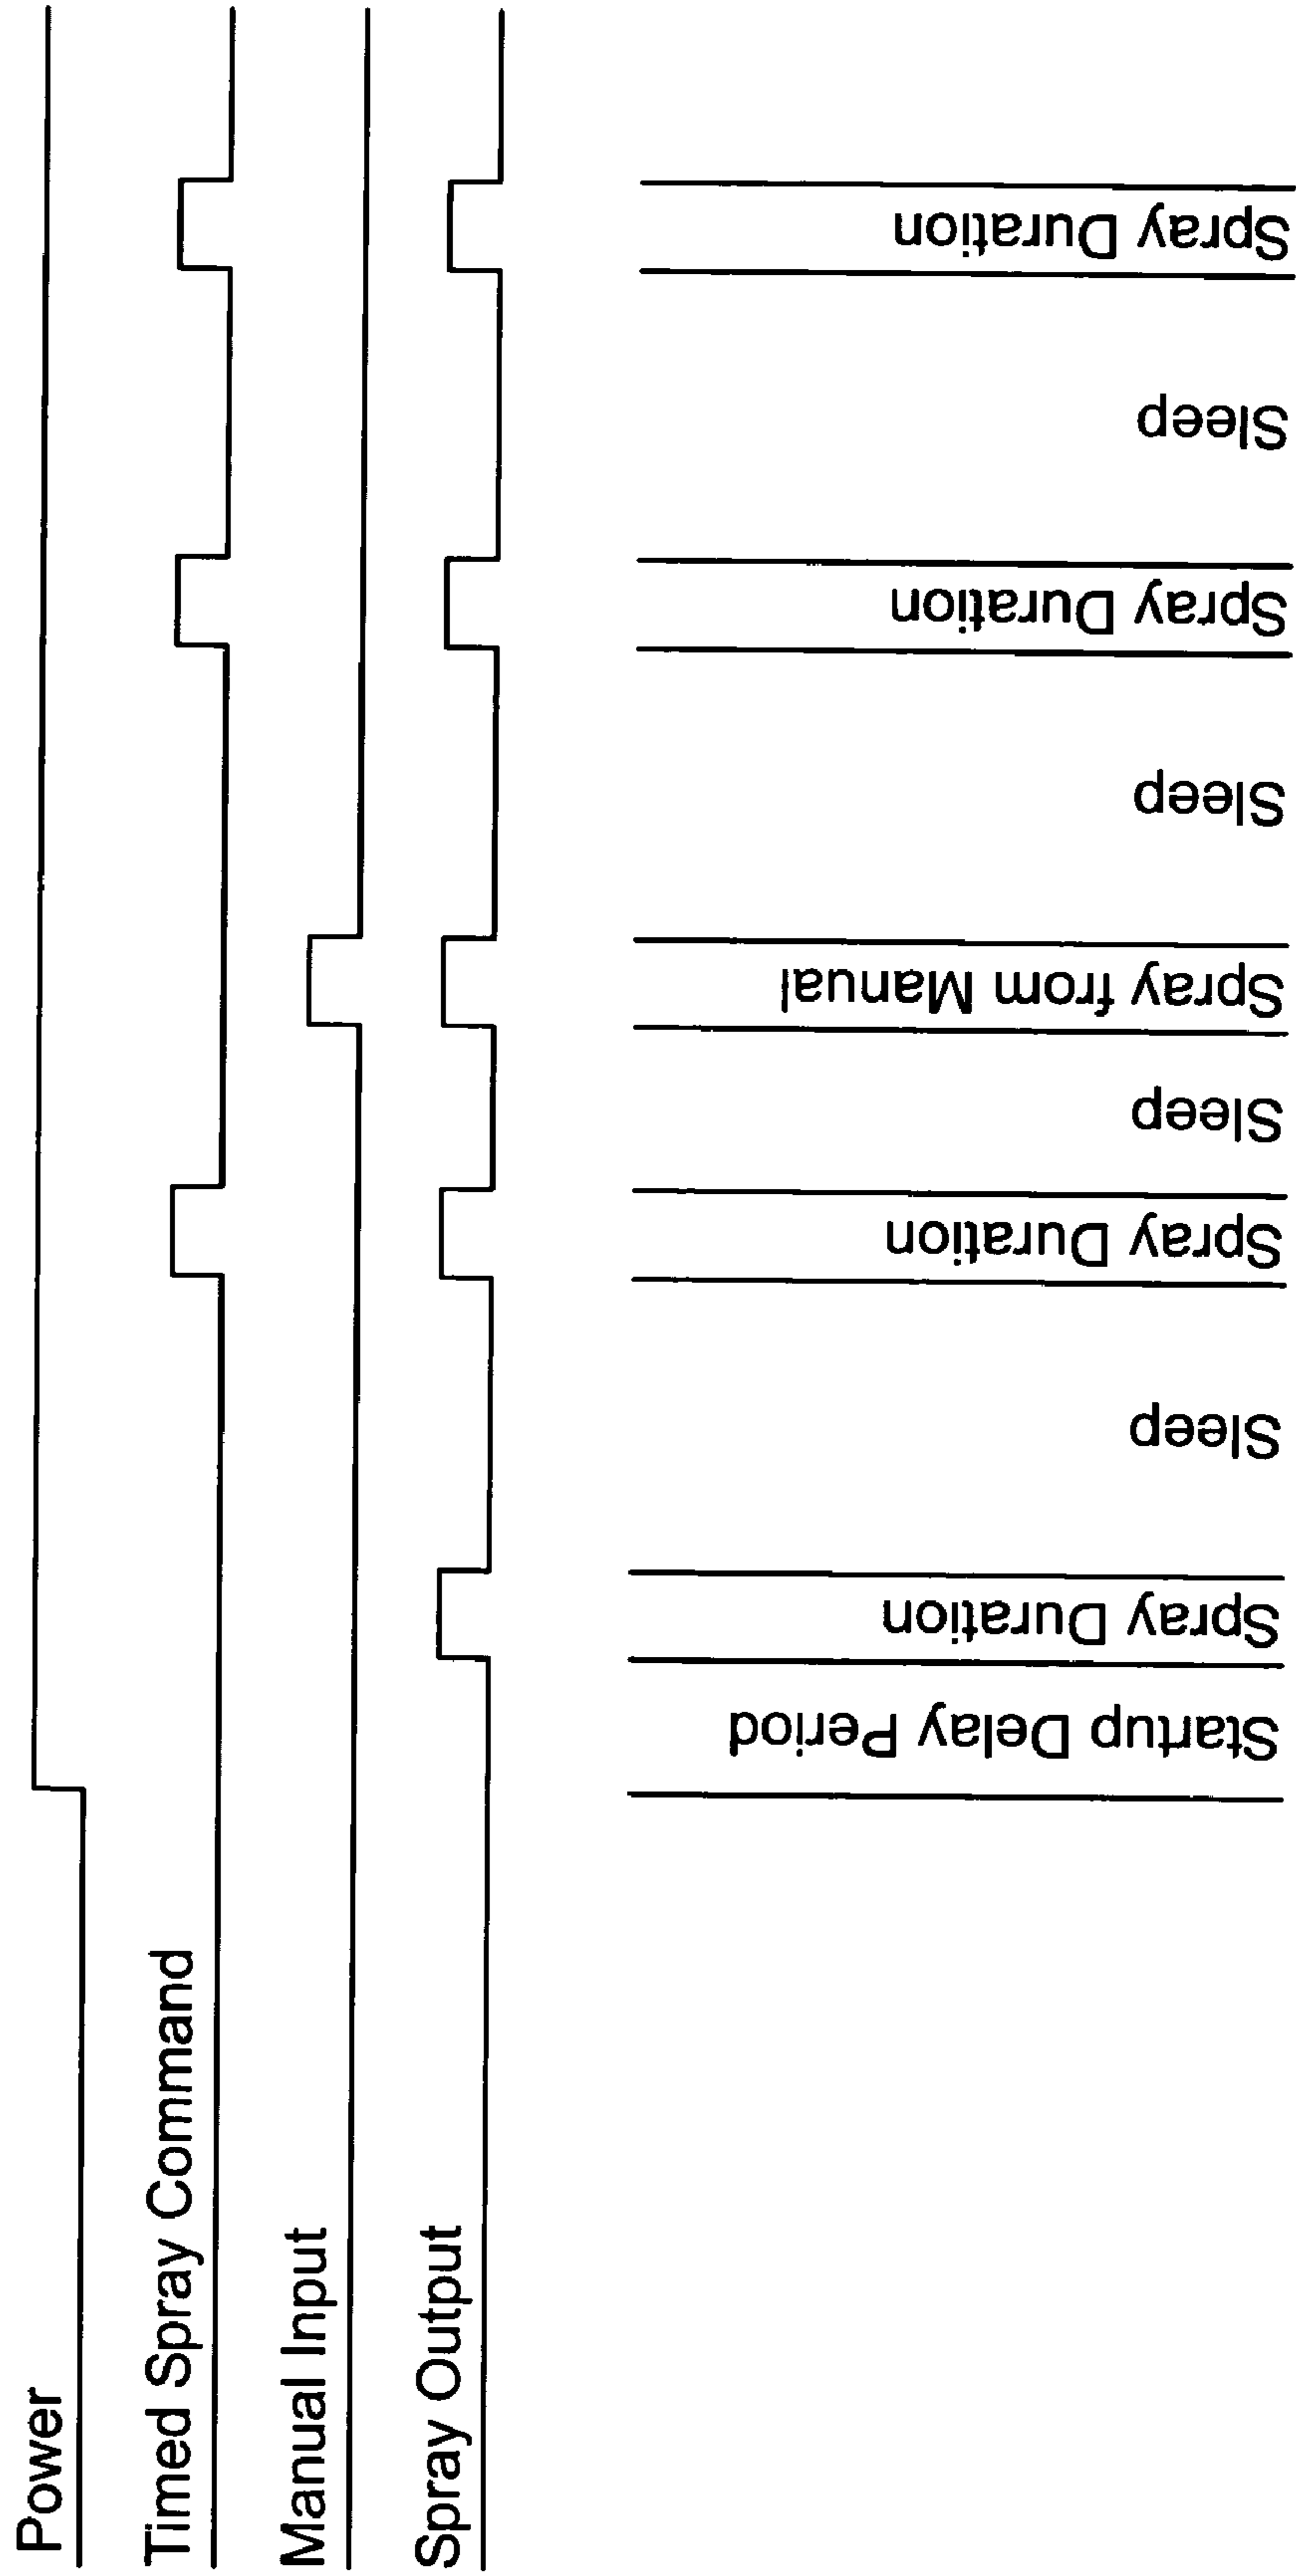 Power
Timed Spray Command
Manual Input
Spray Output
Startup Delay Period
Spray Duration
Sleep
Spray Duration
Sleep
Spray from Manual
Sleep
Spray Duration
Sleep
Spray Duration